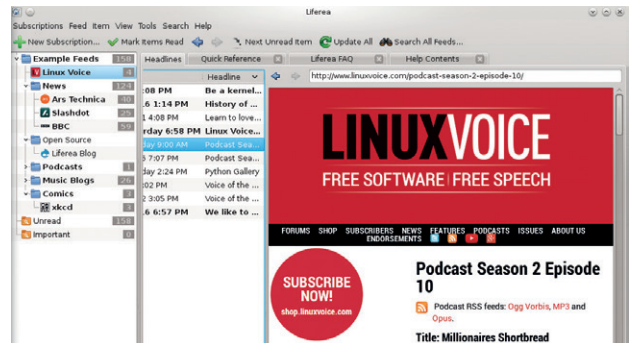 Liferea
Subscriptions Feed Item View Tools Search Help
New Subscription... Mark Items Read Next Unread Item Update All Search All Feeds...
Example Feeds 158
Linux Voice 4
News 124
Ars Technica 40
Slashdot 25
BBC 59
Open Source
Liferea Blog
Podcasts 1
Music Blogs 26
Comics 3
xkcd 3
Unread 158
Important 0
Headlines Quick Reference Liferea FAQ Help Contents
Headline
:08 PM Be a kernel...
.6 1:14 PM History of ...
1 4:08 PM Learn to love...
rday 6:58 PM Linux Voice...
day 9:00 AM Podcast Sea...
5 7:07 PM Podcast Sea...
day 2:24 PM Python Gallery
:02 PM Voice of the ...
2 3:05 PM Voice of the ...
.6 6:57 PM We like to ...
http://www.linuxvoice.com/podcast-season-2-episode-10/
LINUXVOICE
FREE SOFTWARE | FREE SPEECH
FORUMS SHOP SUBSCRIBERS NEWS FEATURES PODCASTS ISSUES ABOUT US
ENDORSEMENTS
SUBSCRIBE
NOW!
shop.linuxvoice.com
Podcast Season 2 Episode
10
Podcast RSS feeds: Ogg Vorbis, MP3 and
Opus.
Title: Millionaires Shortbread